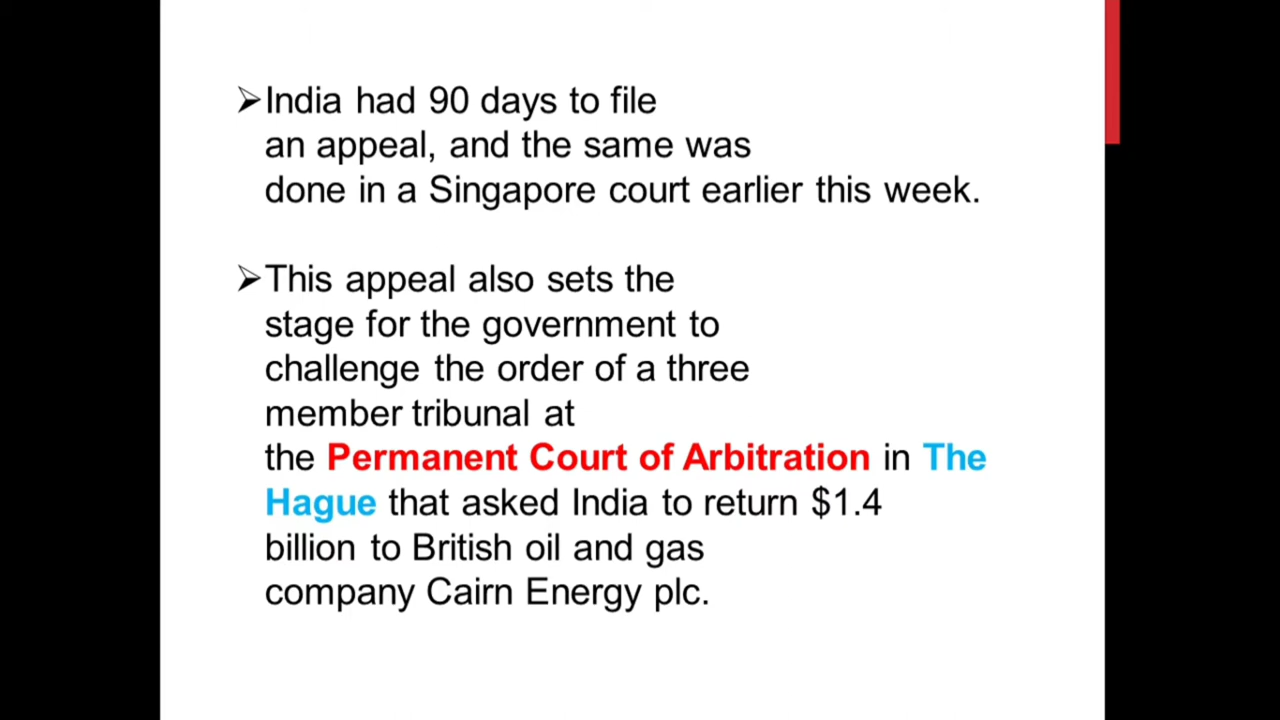 ➢India had 90 days to file
an appeal, and the same was
done in a Singapore court earlier this week.
➢This appeal also sets the
stage for the government to
challenge the order of a three
member tribunal at
the Permanent Court of Arbitration in The
Hague that asked India to return $1.4
billion to British oil and gas
company Cairn Energy plc.